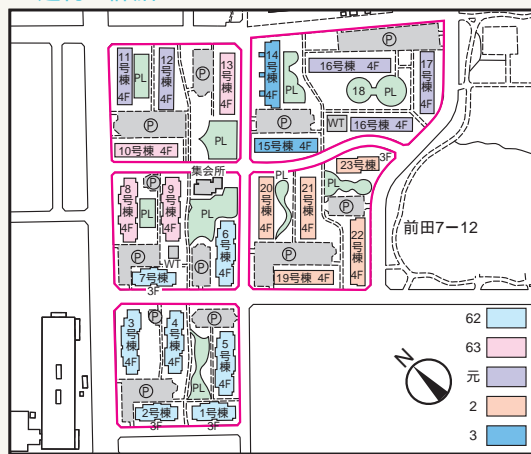 11号棟 4F
PL
12号棟 4F
P
13号棟 4F
14号棟 4F
PL
P
16号棟 4F
17号棟 4F
18
PL
P
PL
10号棟 4F
P
WT
16号棟 4F
15号棟 4F
集会所
8号棟 4F
P
PL
9号棟 4F
PL
WT
6号棟 4F
P
P
7号棟
3F
20号棟 4F
PL
21号棟 4F
23号棟
3F
PL
P
22号棟 4F
P
19号棟 4F
前田7ー12
3号棟 4F
P
4号棟 4F
P
PL
5号棟 4F
P
2号棟
3F
1号棟
3F
N
62
63
元
2
3